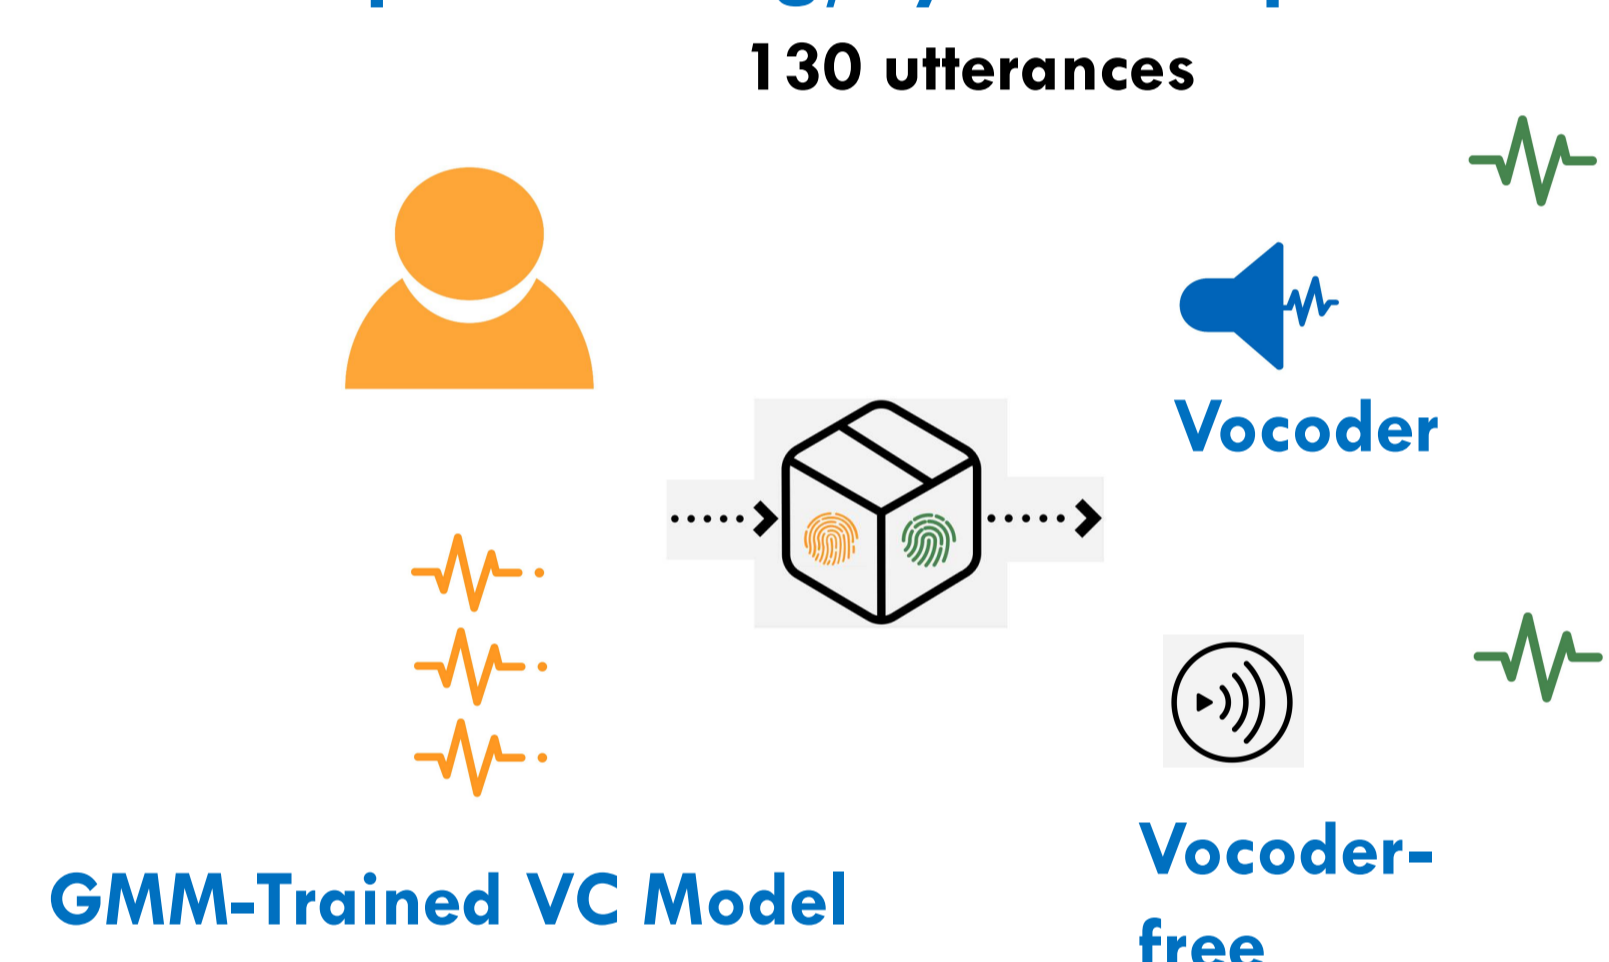 130 utterances
Vocoder
Vocoder-
free
GMM-Trained VC Model